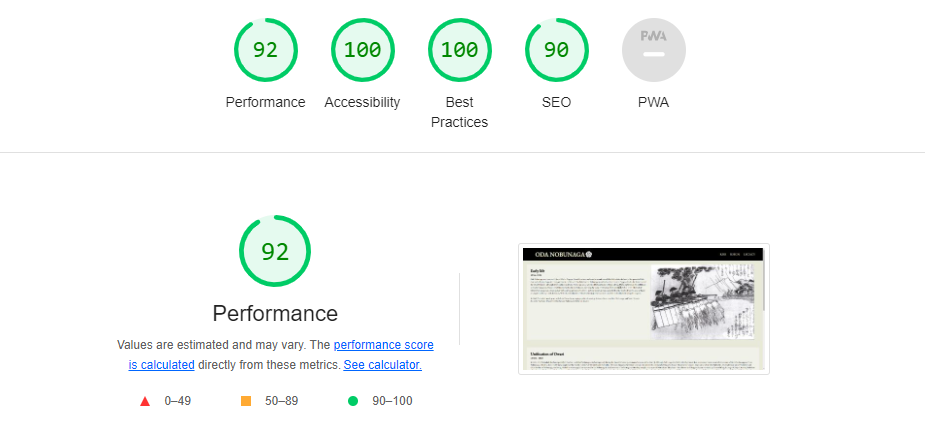 92
100
100
90
PWA
Performance
Accessibility
Best
Practices
SEO
PWA
92
Performance
Values are estimated and may vary. The performance score
is calculated directly from these metrics. See calculator.
0–49
50–89
90–100
ODA NOBUNAGA
Early life
Unification of Owari